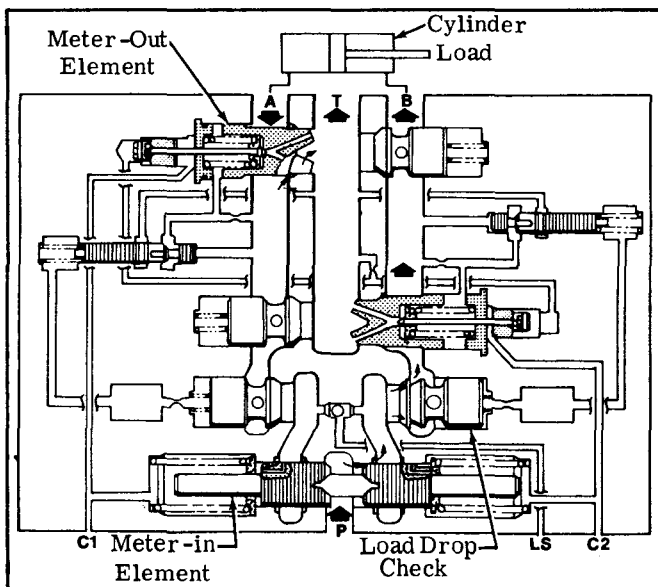 Cylinder
Load
Meter-Out
Element
A
T
B
C1
Meter-in
Element
P
Load Drop
Check
LS
C2